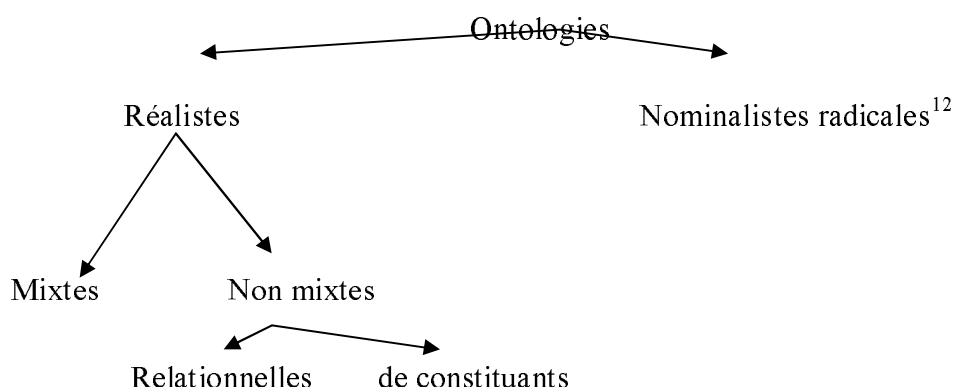 Ontologies
Réalistes Nominalistes radicales12
Mixtes Non mixtes
Relationnelles de constituants